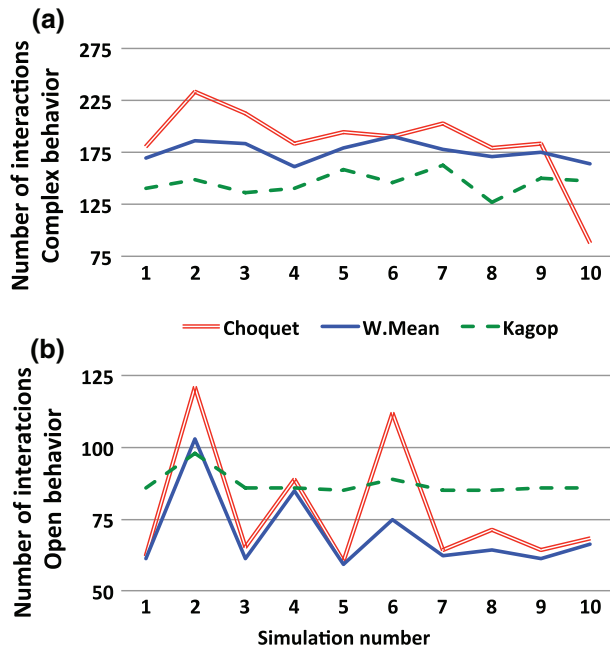 (a)
Number of interactions
Complex behavior
275
225
175
125
75
1 2 3 4 5 6 7 8 9 10
Choquet W.Mean Kagop
(b)
Number of interatcions
Open behavior
125
100
75
50
1 2 3 4 5 6 7 8 9 10
Simulation number